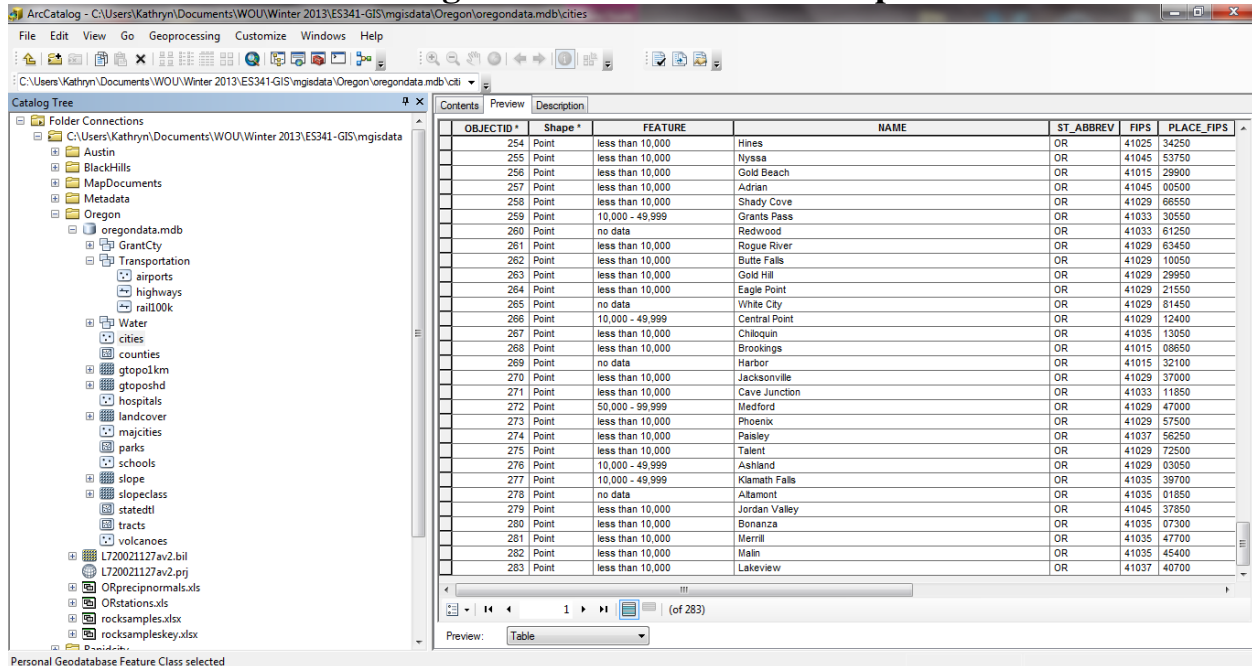 ArcCatalog - C:\Users\Kathryn\Documents\WOU\Winter 2013\ES341-GIS\mgisdata\Oregon\oregondata.mdb\cities
File Edit View Go Geoprocessing Customize Windows Help
C:\Users\Kathryn\Documents\WOU\Winter 2013\ES341-GIS\mgisdata\Oregon\oregondata.mdb\citi
Catalog Tree
Folder Connections
C:\Users\Kathryn\Documents\WOU\Winter 2013\ES341-GIS\mgisdata
Austin
BlackHills
MapDocuments
Metadata
Oregon
oregondata.mdb
GrantCty
Transportation
airports
highways
rail100k
Water
cities
counties
gtopo1km
gtoposhd
hospitals
landcover
majcities
parks
schools
slope
slopeclass
statedtl
tracts
volcanoes
L720021127av2.bil
L720021127av2.prj
ORprecipnormals.xls
ORstations.xls
rocksamples.xlsx
rocksampleskey.xlsx
Contents Preview Description
OBJECTID * Shape * FEATURE NAME ST_ABBREV FIPS PLACE_FIPS
254 Point less than 10,000 Hines OR 41025 34250
255 Point less than 10,000 Nyssa OR 41045 53750
256 Point less than 10,000 Gold Beach OR 41015 29900
257 Point less than 10,000 Adrian OR 41045 00500
258 Point less than 10,000 Shady Cove OR 41029 66550
259 Point 10,000 - 49,999 Grants Pass OR 41033 30550
260 Point no data Redwood OR 41033 61250
261 Point less than 10,000 Rogue River OR 41029 63450
262 Point less than 10,000 Butte Falls OR 41029 10050
263 Point less than 10,000 Gold Hill OR 41029 29950
264 Point less than 10,000 Eagle Point OR 41029 21550
265 Point no data White City OR 41029 81450
266 Point 10,000 - 49,999 Central Point OR 41029 12400
267 Point less than 10,000 Chiloquin OR 41035 13050
268 Point less than 10,000 Brookings OR 41015 08650
269 Point no data Harbor OR 41015 32100
270 Point less than 10,000 Jacksonville OR 41029 37000
271 Point less than 10,000 Cave Junction OR 41033 11850
272 Point 50,000 - 99,999 Medford OR 41029 47000
273 Point less than 10,000 Phoenix OR 41029 57500
274 Point less than 10,000 Paisley OR 41037 56250
275 Point less than 10,000 Talent OR 41029 72500
276 Point 10,000 - 49,999 Ashland OR 41029 03050
277 Point 10,000 - 49,999 Klamath Falls OR 41035 39700
278 Point no data Altamont OR 41035 01850
279 Point less than 10,000 Jordan Valley OR 41045 37850
280 Point less than 10,000 Bonanza OR 41035 07300
281 Point less than 10,000 Merrill OR 41035 47700
282 Point less than 10,000 Malin OR 41035 45400
283 Point less than 10,000 Lakeview OR 41037 40700
1 (of 283)
Preview: Table
Personal Geodatabase Feature Class selected